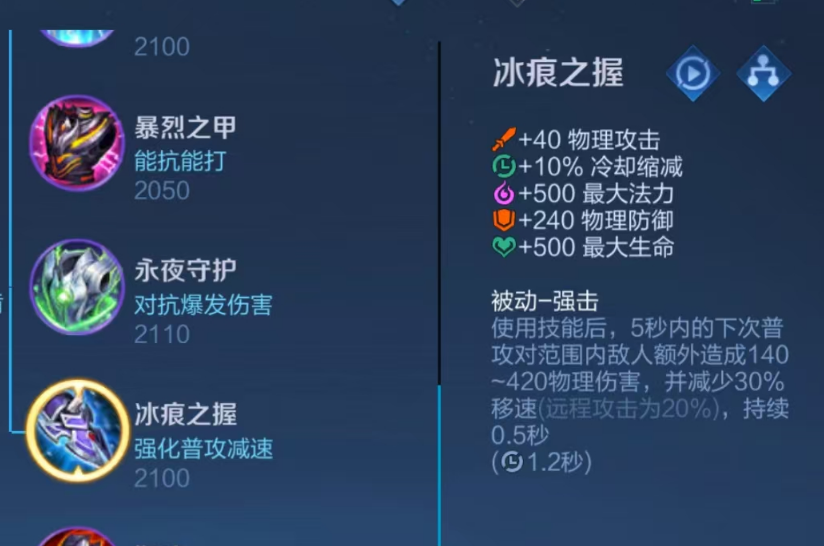 2100
暴烈之甲
能抗能打
2050
永夜守护
对抗爆发伤害
2110
冰痕之握
强化普攻减速
2100
冰痕之握
+40 物理攻击
+10% 冷却缩减
+500 最大法力
+240 物理防御
+500 最大生命
被动-强击
使用技能后，5秒内的下次普
攻对范围内敌人额外造成140
~420物理伤害，并减少30%
移速(远程攻击为20%)，持续
0.5秒
(1.2秒)